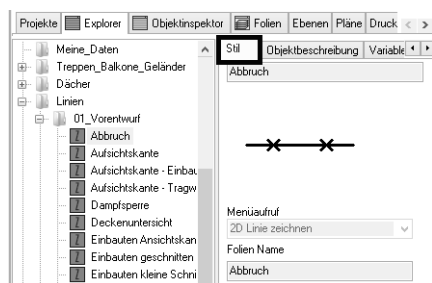 Projekte Explorer Objektinspektor Folien Ebenen Pläne Druck
Meine_Daten
Treppen_Balkone_Geländer
Dächer
Linien
01_Vorentwurf
Abbruch
Aufsichtskante
Aufsichtskante - Einbau
Aufsichtskante - Tragw
Dampfsperre
Deckenuntersicht
Einbauten Ansichtskan
Einbauten geschnitten
Einbauten kleine Schni
Stil Objektbeschreibung Variable
Abbruch
Menüaufruf
2D Linie zeichnen
Folien Name
Abbruch